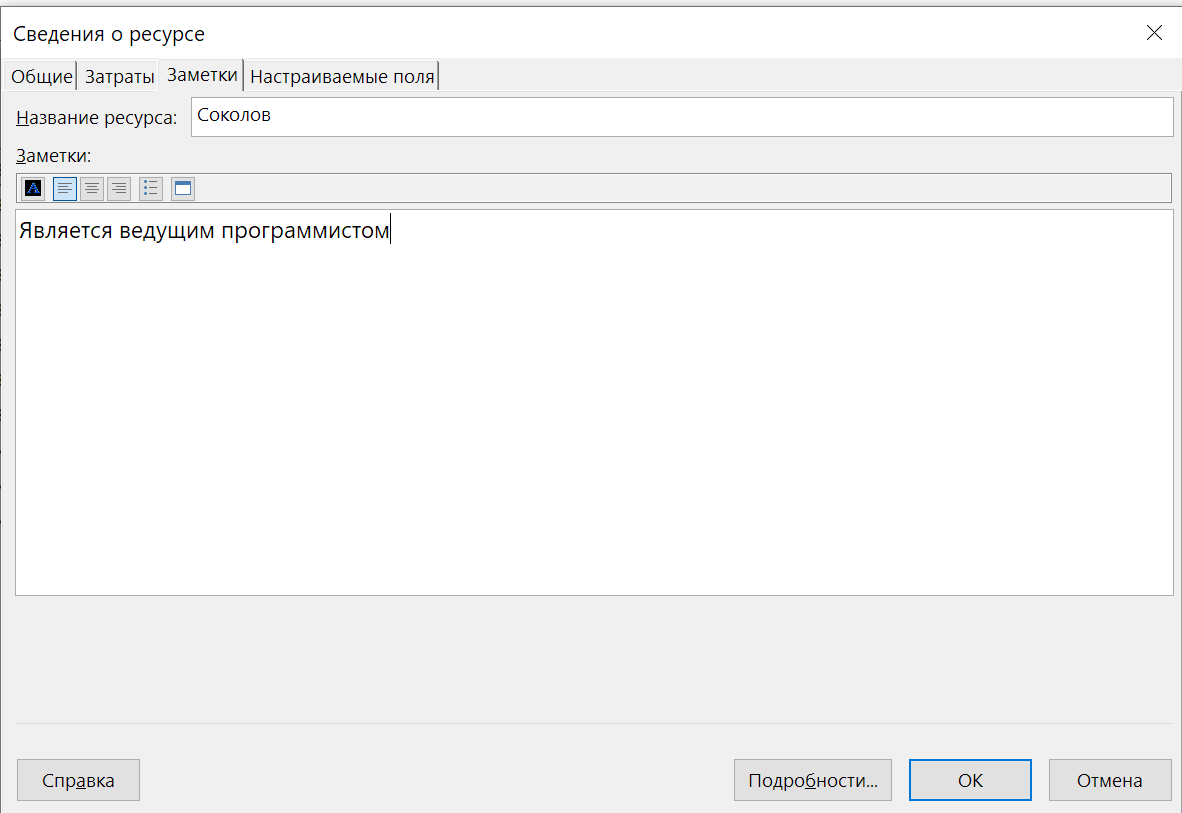 Сведения о ресурсе
Общие Затраты Заметки Настраиваемые поля
Название ресурса: Соколов
Заметки:
A
Является ведущим программистом
Справка Подробности... ОК Отмена